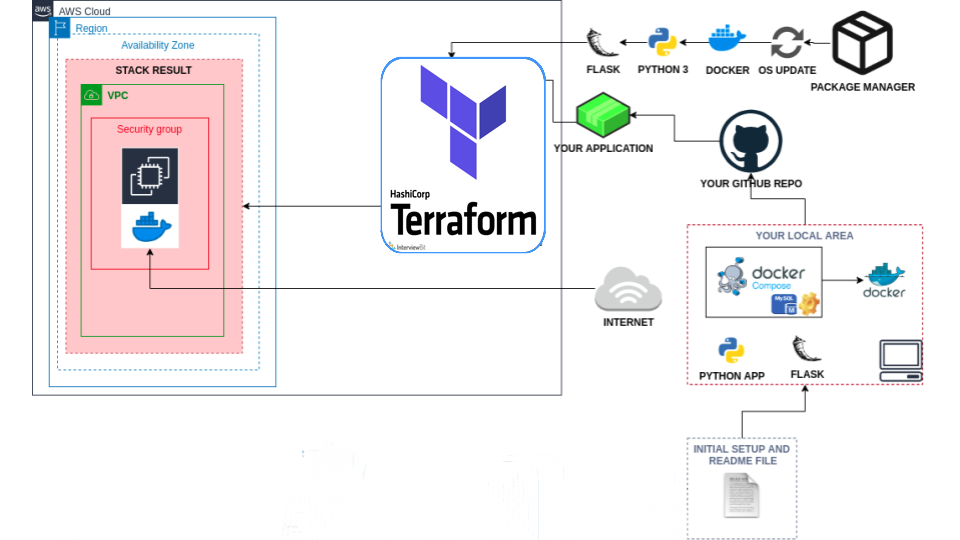 aws
AWS Cloud
Region
Availability Zone
STACK RESULT
VPC
Security group
HashiCorp
Terraform
InterviewBit
FLASK
PYTHON 3
DOCKER
OS UPDATE
PACKAGE MANAGER
YOUR APPLICATION
YOUR GITHUB REPO
INTERNET
YOUR LOCAL AREA
docker
Compose
MySQL
M
docker
PYTHON APP
FLASK
INITIAL SETUP AND
README FILE